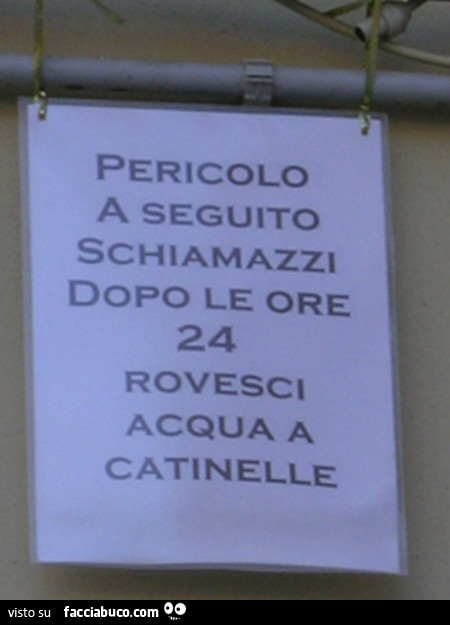 PERICOLO
A SEGUITO
SCHIAMAZZI
DOPO LE ORE
24
ROVESCI
ACQUA A
CATINELLE
visto su facciabuco.com